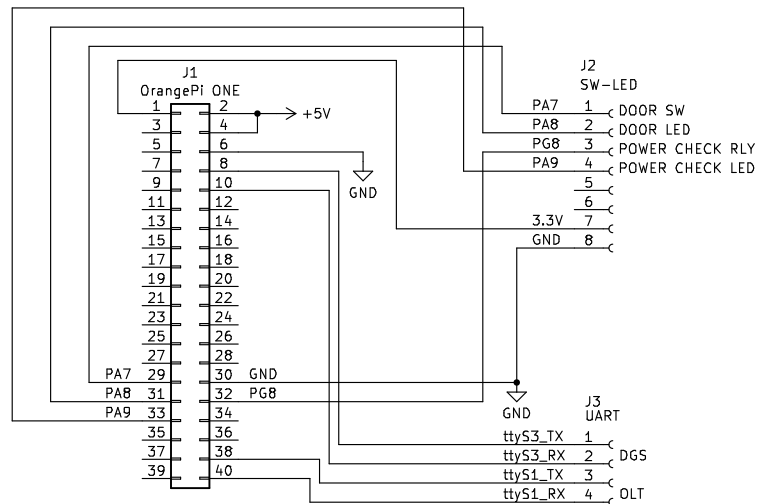 J1
OrangePi ONE
1 2
+5V
3 4
5 6
GND
7 8
9 10
11 12
13 14
15 16
17 18
19 20
21 22
23 24
25 26
27 28
PA7 29 30 GND
PA8 31 32 PG8
PA9 33 34
35 36
37 38
39 40
J2
SW-LED
PA7 1 DOOR SW
PA8 2 DOOR LED
PG8 3 POWER CHECK RLY
PA9 4 POWER CHECK LED
5
6
3.3V 7
GND 8
GND
J3
UART
ttyS3_TX 1
ttyS3_RX 2 DGS
ttyS1_TX 3
ttyS1_RX 4 OLT